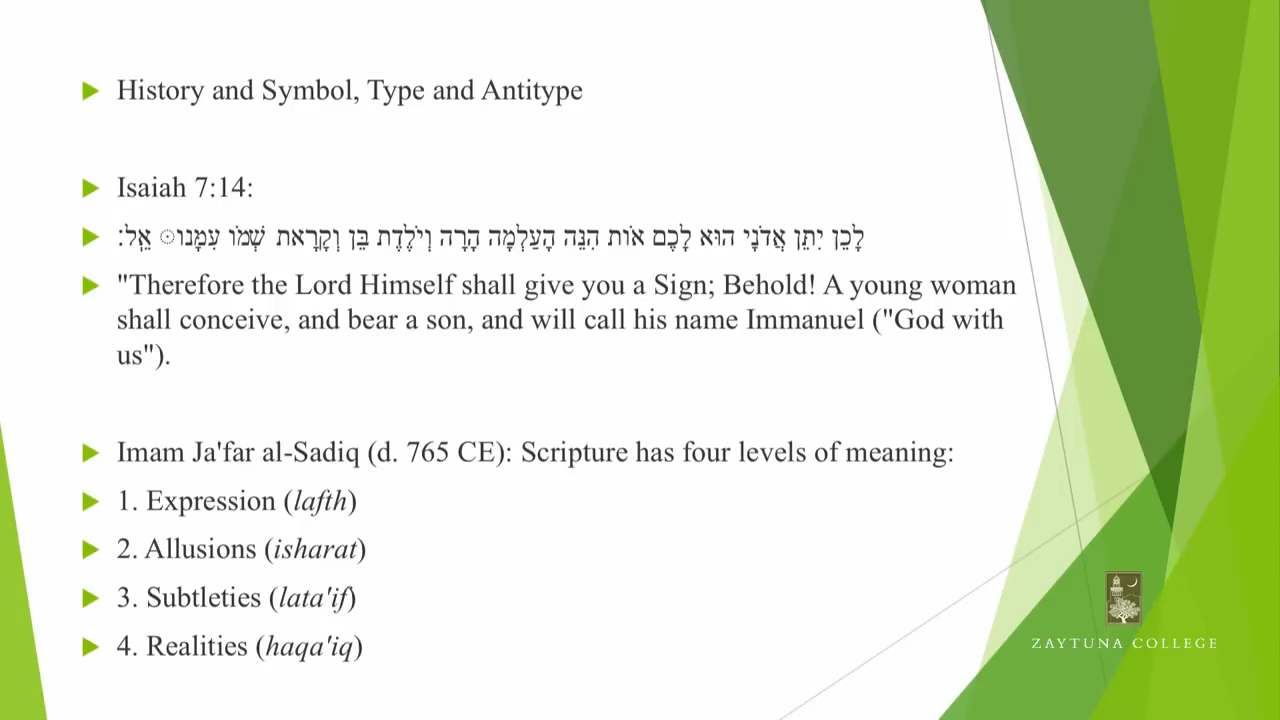 History and Symbol, Type and Antitype
Isaiah 7:14:
לָכֵן יִתֵּן אֲדֹנָי הוּא לָכֶם אוֹת הִנֵּה הָעַלְמָה הָרָה וְיֹלֶדֶת בֵּן וְקָרָאת שְׁמוֹ עִמָּנוּ אֵֽל׃
"Therefore the Lord Himself shall give you a Sign; Behold! A young woman
shall conceive, and bear a son, and will call his name Immanuel ("God with
us").
Imam Ja'far al-Sadiq (d. 765 CE): Scripture has four levels of meaning:
1. Expression (lafth)
2. Allusions (isharat)
3. Subtleties (lata'if)
4. Realities (haqa'iq)
ZAYTUNA COLLEGE